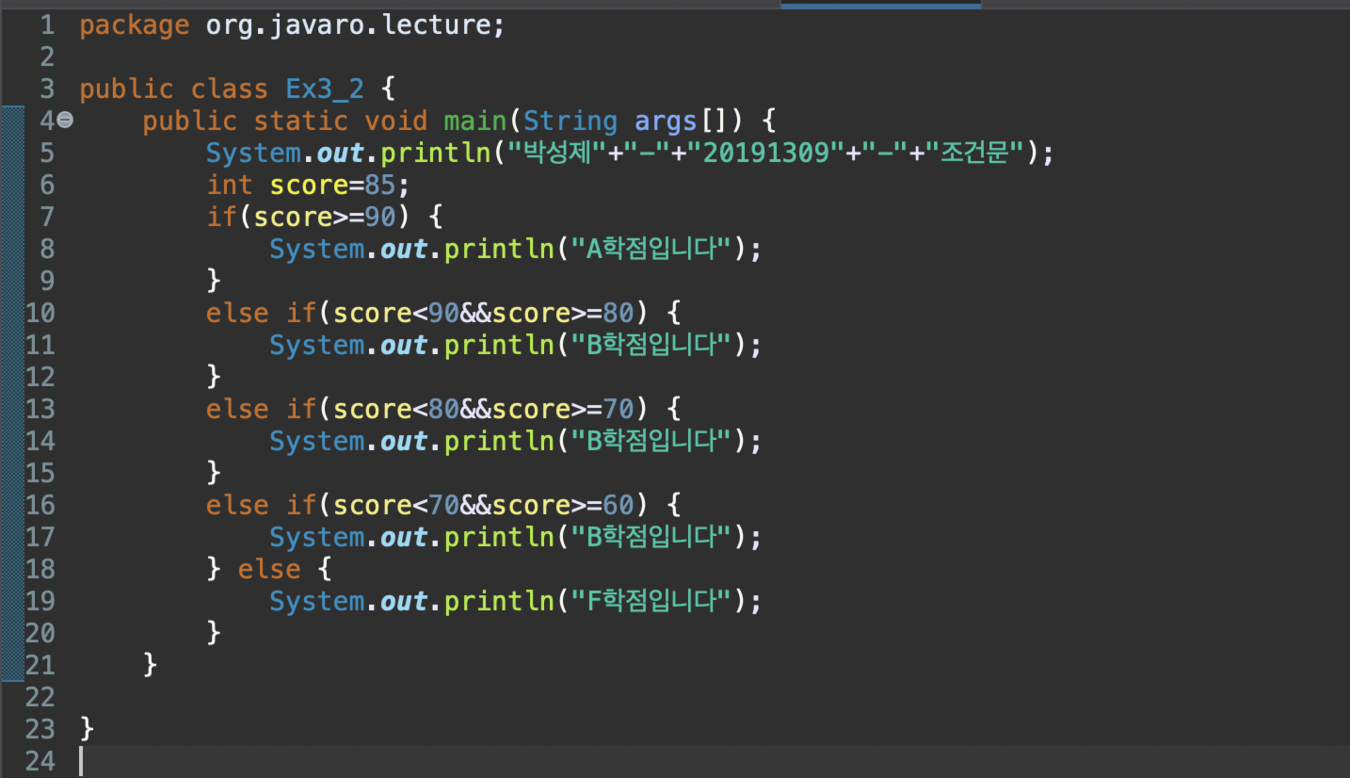 1 package org.javaro.lecture;
2
3 public class Ex3_2 {
4     public static void main(String args[]) {
5         System.out.println("박성제"+"-"+"20191309"+"-"+"조건문");
6         int score=85;
7         if(score>=90) {
8             System.out.println("A학점입니다");
9         }
10         else if(score<90&&score>=80) {
11             System.out.println("B학점입니다");
12         }
13         else if(score<80&&score>=70) {
14             System.out.println("B학점입니다");
15         }
16         else if(score<70&&score>=60) {
17             System.out.println("B학점입니다");
18         } else {
19             System.out.println("F학점입니다");
20         }
21     }
22
23 }
24